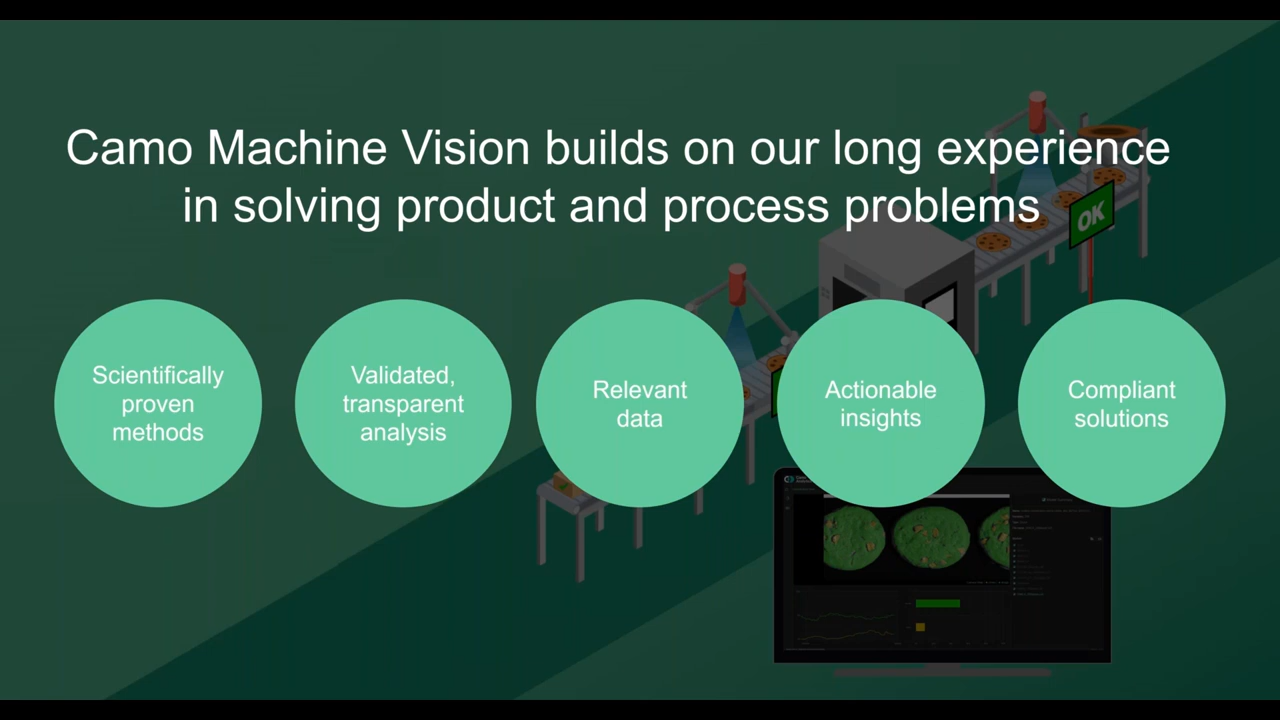 Camo Machine Vision builds on our long experience
in solving product and process problems
OK
Scientifically
proven
methods
Validated,
transparent
analysis
Relevant
data
Actionable
insights
Compliant
solutions